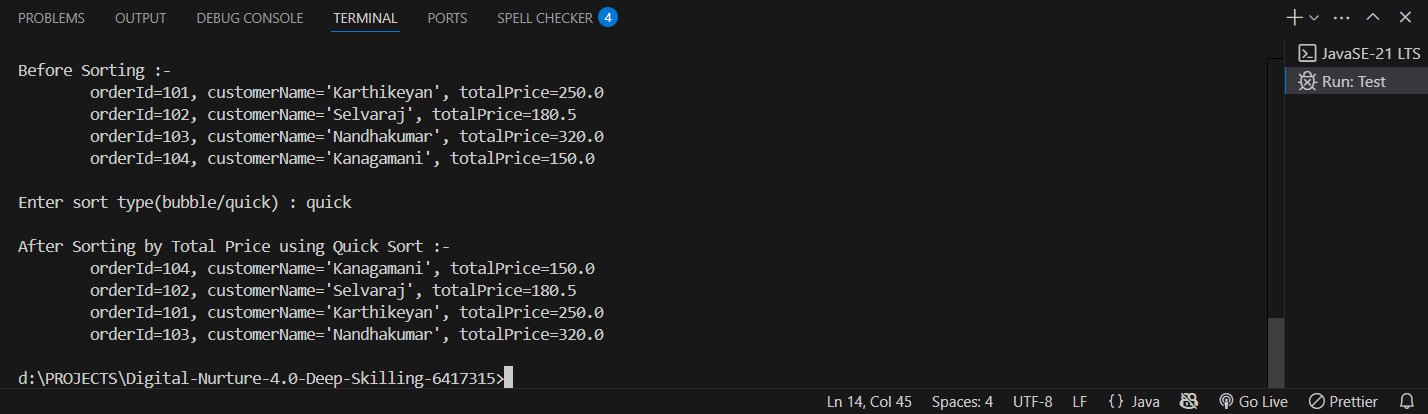 PROBLEMS OUTPUT DEBUG CONSOLE TERMINAL PORTS SPELL CHECKER 4
JavaSE-21 LTS
Run: Test
Before Sorting :-
orderId=101, customerName='Karthikeyan', totalPrice=250.0
orderId=102, customerName='Selvaraj', totalPrice=180.5
orderId=103, customerName='Nandhakumar', totalPrice=320.0
orderId=104, customerName='Kanagamani', totalPrice=150.0
Enter sort type(bubble/quick) : quick
After Sorting by Total Price using Quick Sort :-
orderId=104, customerName='Kanagamani', totalPrice=150.0
orderId=102, customerName='Selvaraj', totalPrice=180.5
orderId=101, customerName='Karthikeyan', totalPrice=250.0
orderId=103, customerName='Nandhakumar', totalPrice=320.0
d:\PROJECTS\Digital-Nurture-4.0-Deep-Skilling-6417315>
Ln 14, Col 45 Spaces: 4 UTF-8 LF {} Java Go Live Prettier